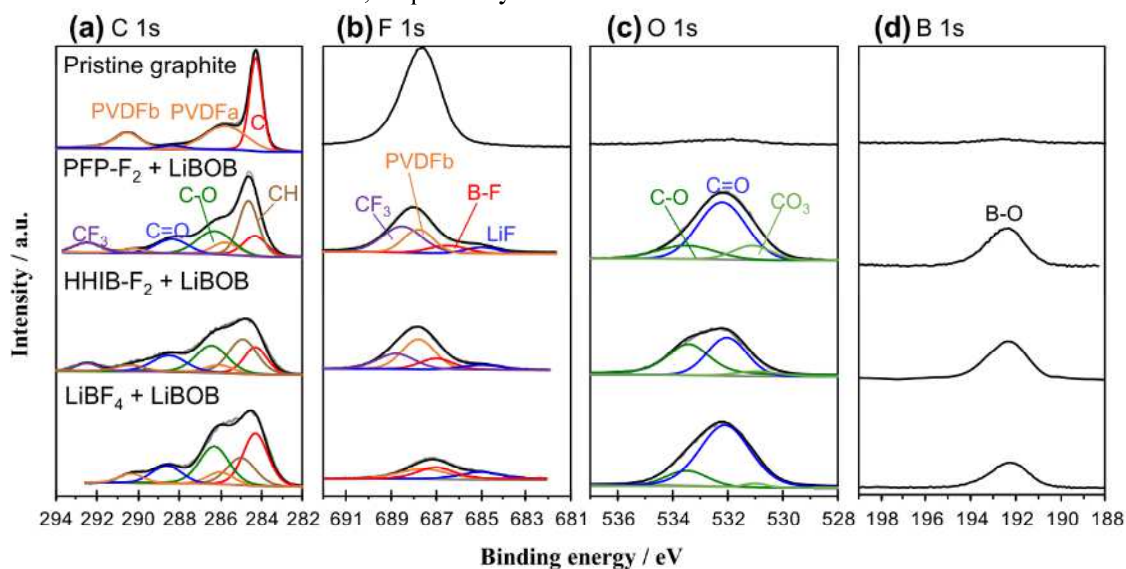 (a) C 1s
(b) F 1s
(c) O 1s
(d) B 1s
Pristine graphite
PVDFb
PVDFa
C
PFP-F₂ + LiBOB
CF₃
C=O
C-O
CH
HHIB-F₂ + LiBOB
LiBF₄ + LiBOB
PVDFb
CF₃
B-F
LiF
C-O
C=O
CO₃
B-O
Intensity / a.u.
294 292 290 288 286 284 282
691 689 687 685 683 681
536 534 532 530 528
198 196 194 192 190 188
Binding energy / eV